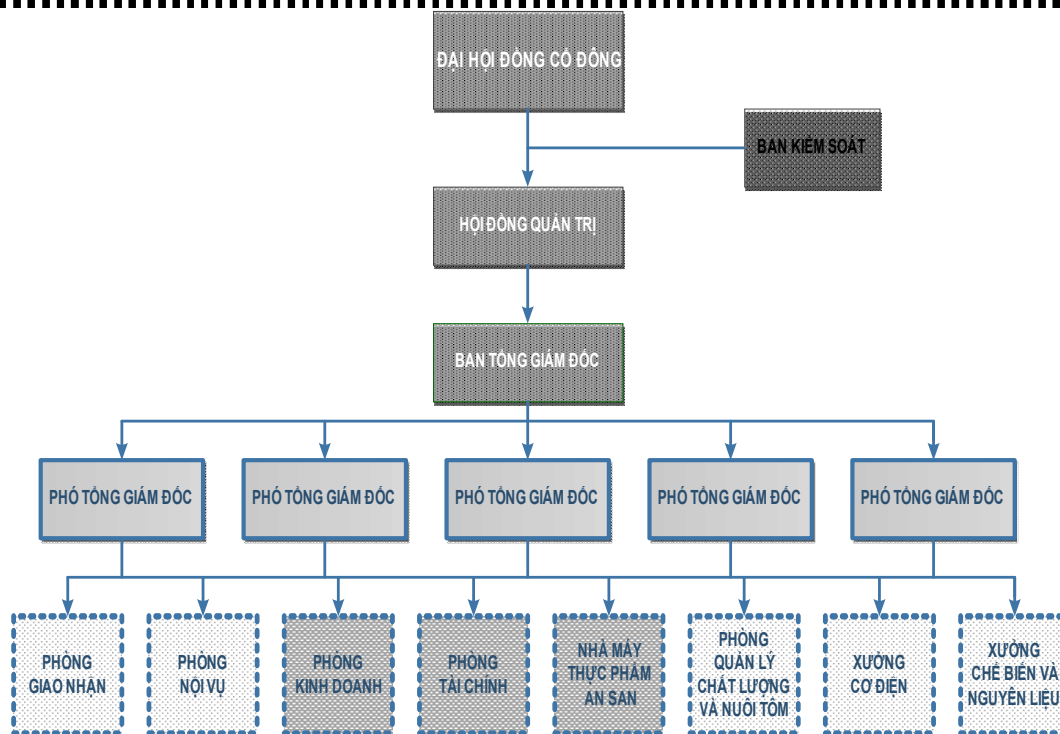 ĐẠI HỘI ĐỒNG CỔ ĐÔNG
BAN KIỂM SOÁT
HỘI ĐỒNG QUẢN TRỊ
BAN TỔNG GIÁM ĐỐC
PHÓ TỔNG GIÁM ĐỐC
PHÓ TỔNG GIÁM ĐỐC
PHÓ TỔNG GIÁM ĐỐC
PHÓ TỔNG GIÁM ĐỐC
PHÓ TỔNG GIÁM ĐỐC
PHÒNG
GIAO NHẬN
PHÒNG
NỘI VỤ
PHÒNG
KINH DOANH
PHÒNG
TÀI CHÍNH
NHÀ MÁY
THỰC PHẨM
AN SAN
PHÒNG
QUẢN LÝ
CHẤT LƯỢNG
VÀ NUÔI TÔM
XƯỞNG
CƠ ĐIỆN
XƯỞNG
CHẾ BIẾN VÀ
NGUYÊN LIỆU